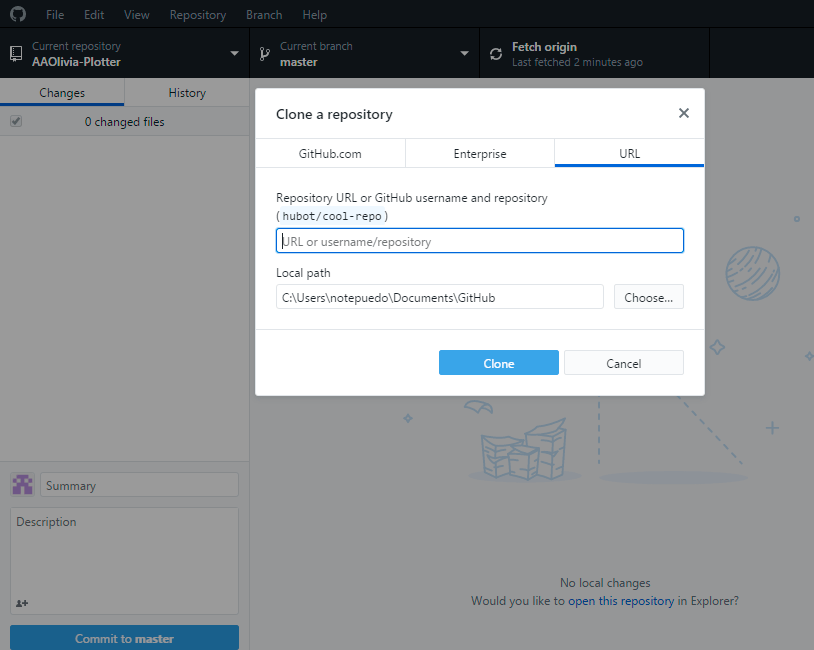 File Edit View Repository Branch Help
Current repository
AAOlivia-Plotter
Current branch
master
Fetch origin
Last fetched 2 minutes ago
Changes History
0 changed files
Clone a repository
GitHub.com Enterprise URL
Repository URL or GitHub username and repository
(hubot/cool-repo)
URL or username/repository
Local path
C:\Users\notepuedo\Documents\GitHub Choose...
Clone Cancel
Summary
Description
Commit to master
No local changes
Would you like to open this repository in Explorer?